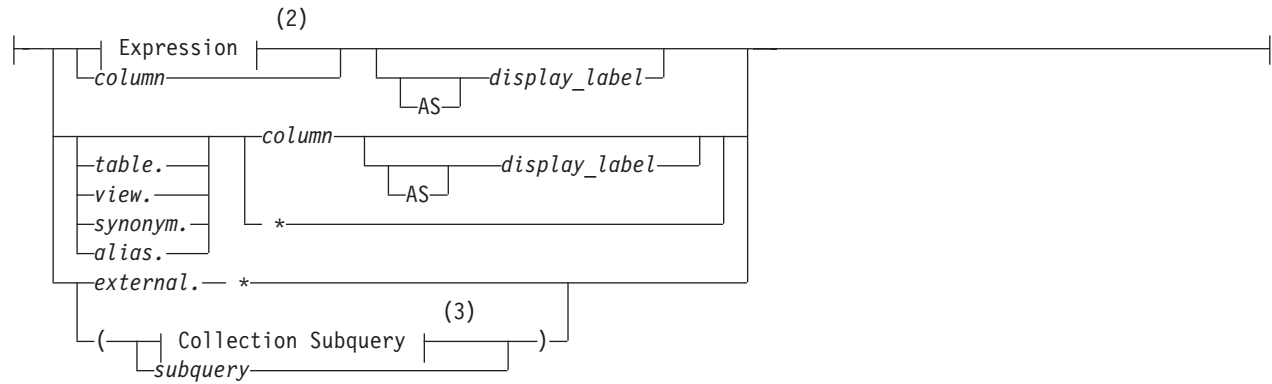 (2)
Expression
column display_label
AS
column
table. display_label
view. AS
synonym. *
alias.
external. *
(3)
( Collection Subquery )
subquery